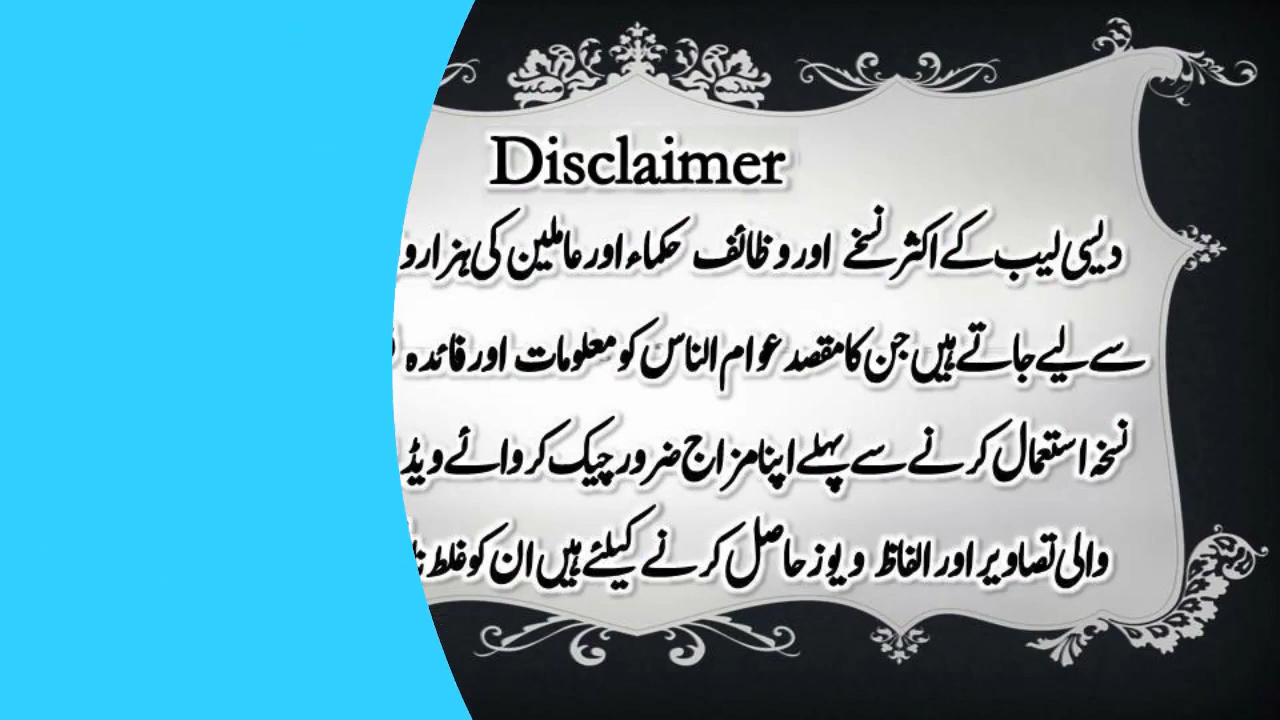 Disclaimer
دیسی لیب کے اکثر نسخے اور وظائف حکماء اور عاملین کی ہزارو
سے لیے جاتے ہیں جن کا مقصد عوام الناس کو معلومات اور فائدہ
نسخہ استعمال کرنے سے پہلے اپنا مزاج ضرور چیک کروائے ویڈ
والی تصاویر اور الفاظ ویوز حاصل کرنے کیلئے ہیں ان کو غلط